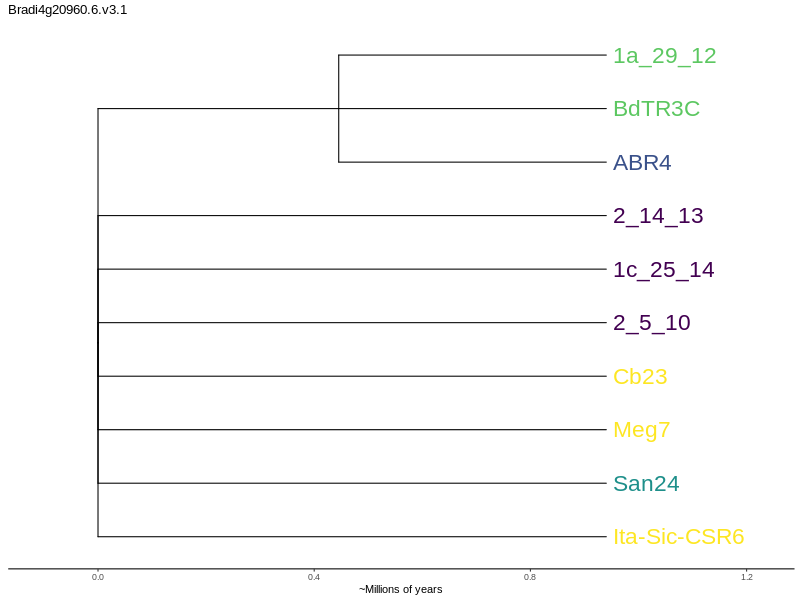 Bradi4g20960.6.v3.1
1a_29_12
BdTR3C
ABR4
2_14_13
1c_25_14
2_5_10
Cb23
Meg7
San24
Ita-Sic-CSR6
0.0 0.4 0.8 1.2
~Millions of years